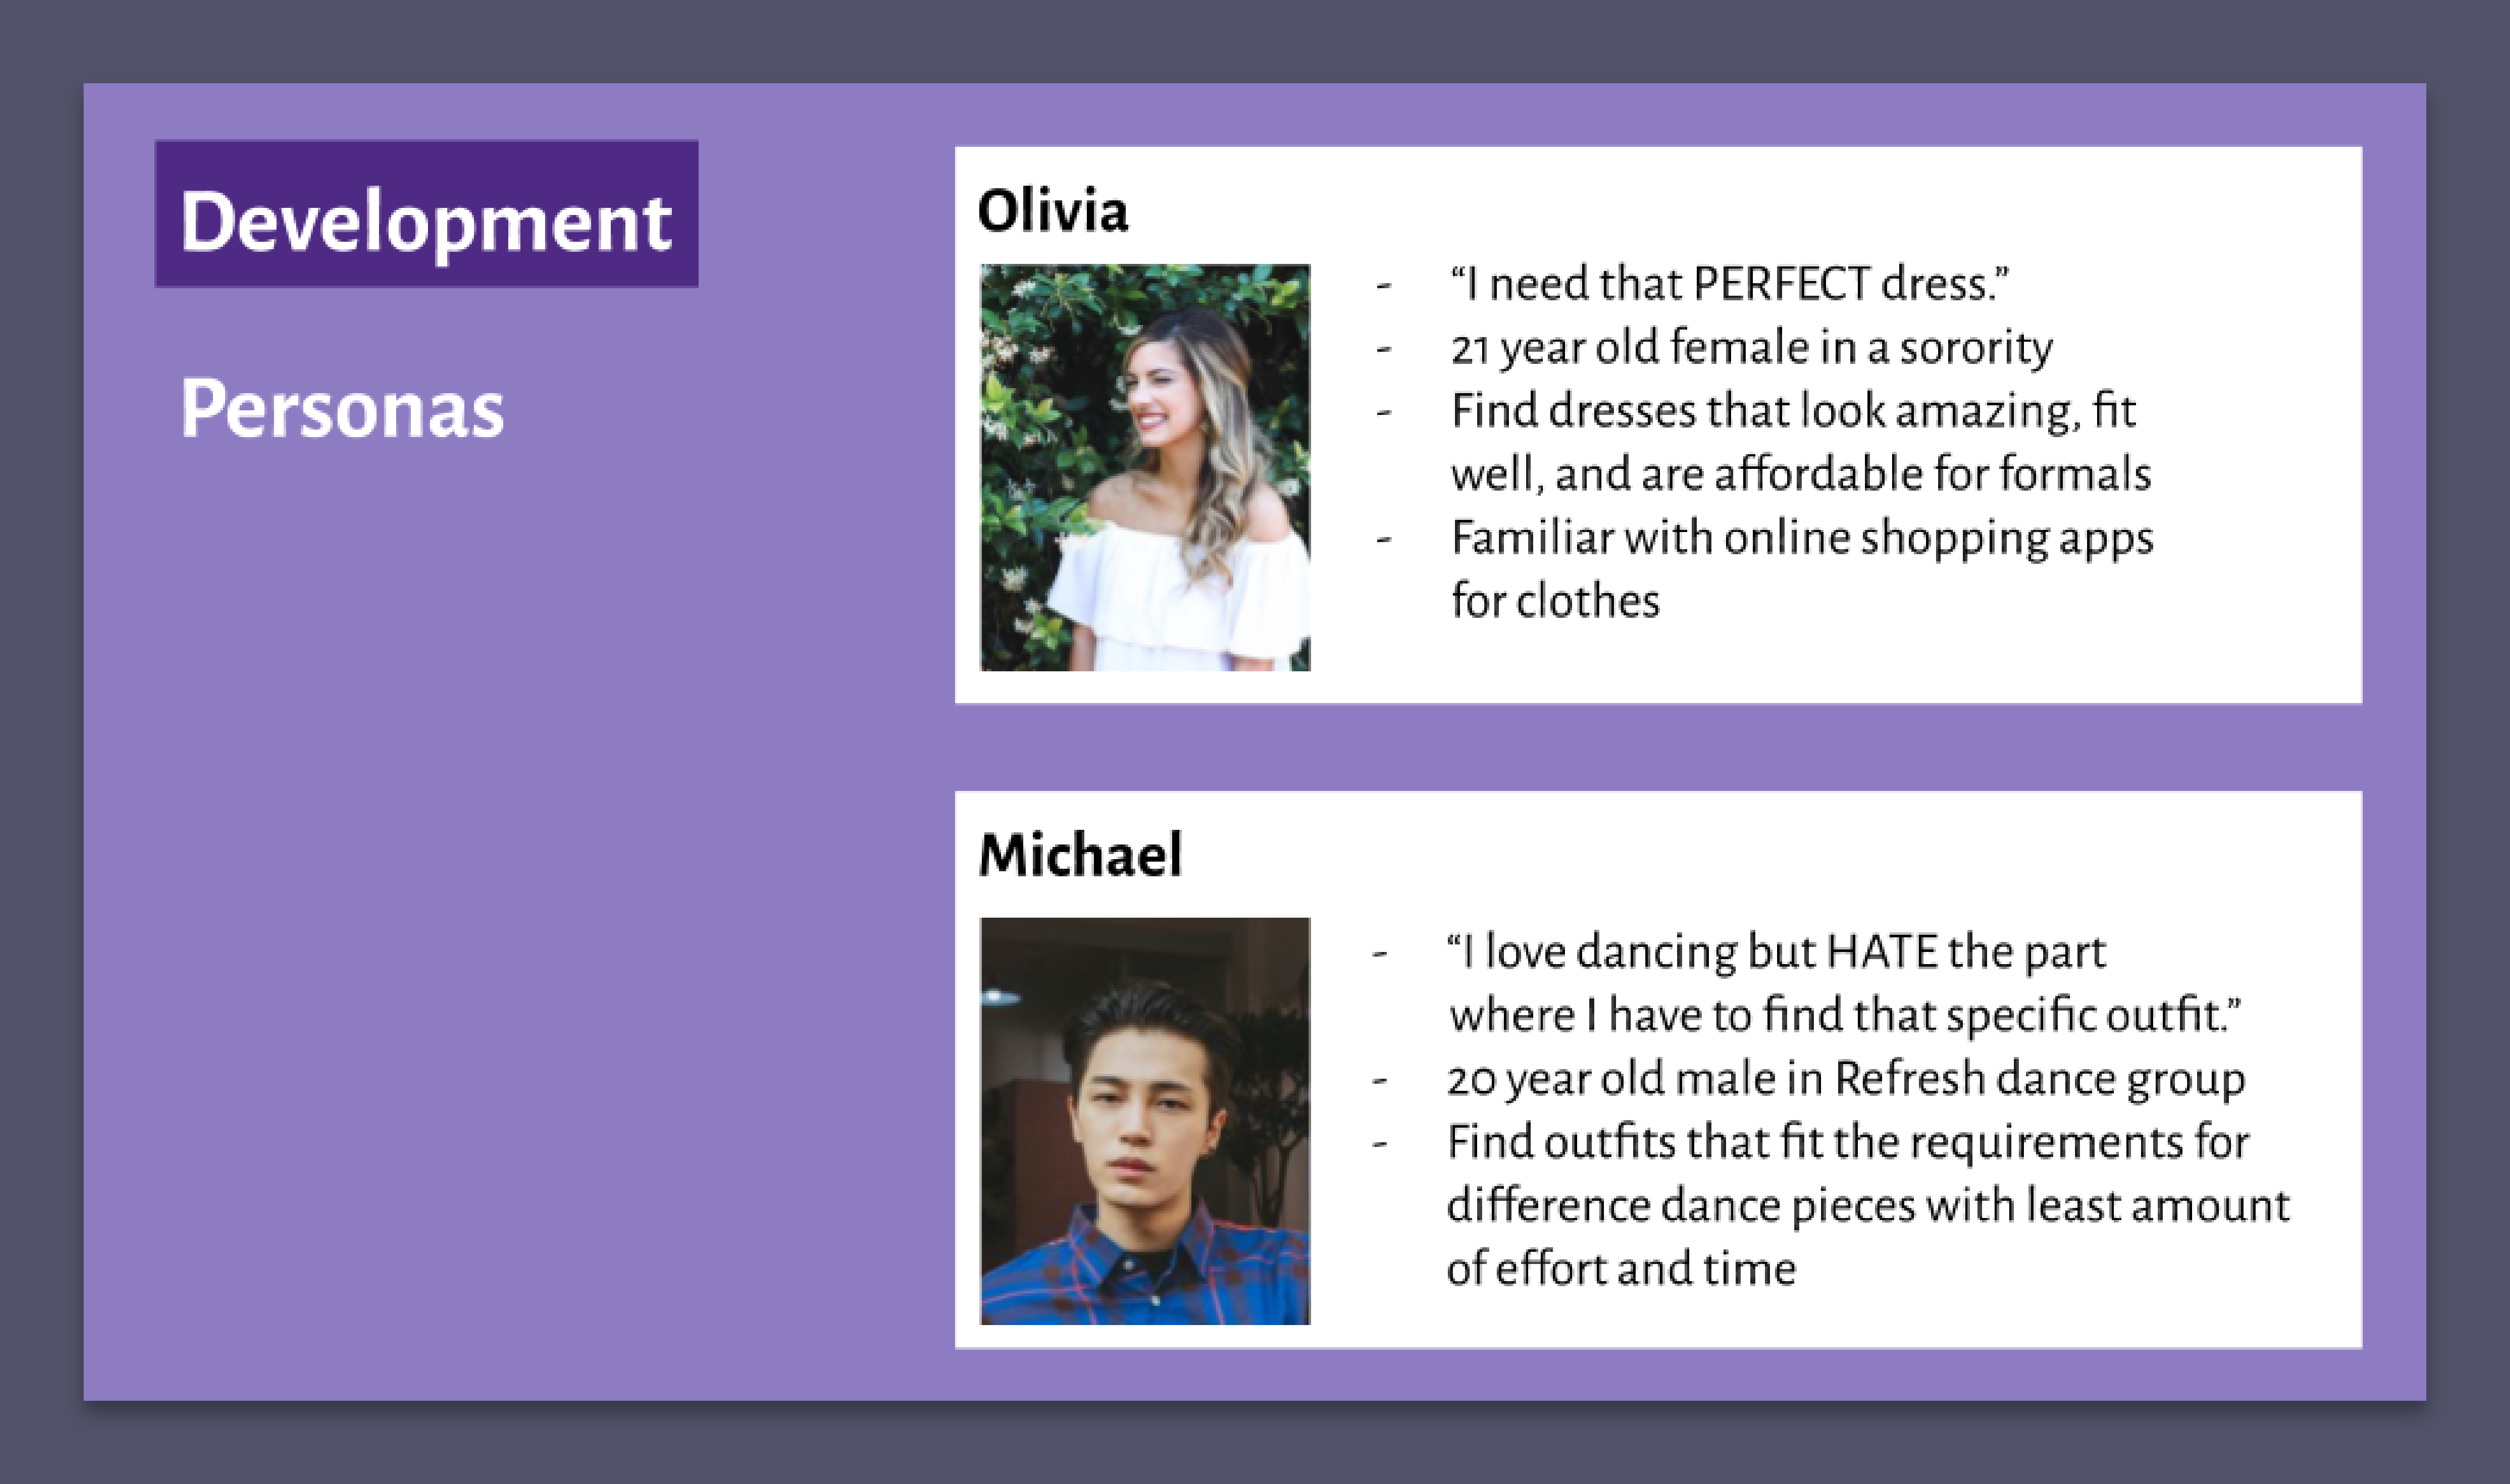 Development
Personas
Olivia
- “I need that PERFECT dress.”
- 21 year old female in a sorority
- Find dresses that look amazing, fit
well, and are affordable for formals
- Familiar with online shopping apps
for clothes
Michael
- “I love dancing but HATE the part
where I have to find that specific outfit.”
- 20 year old male in Refresh dance group
- Find outfits that fit the requirements for
difference dance pieces with least amount
of effort and time